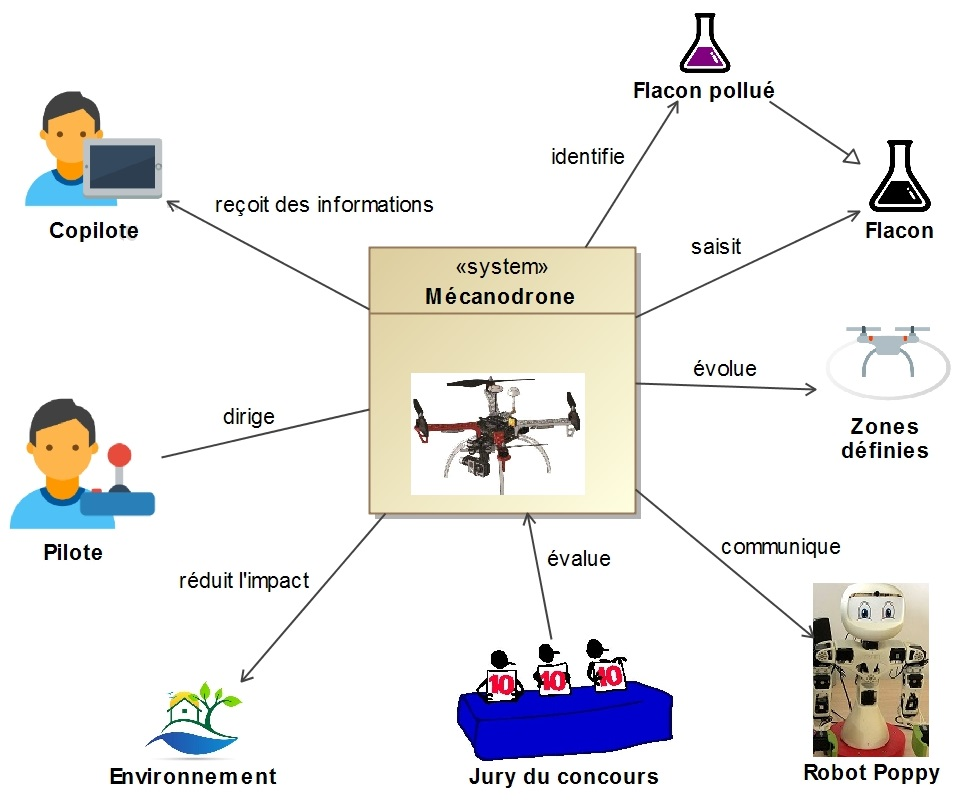 Flacon pollué
identifie
reçoit des informations
Copilote
Flacon
saisit
«system»
Mécanodrone
évolue
dirige
Zones
définies
Pilote
communique
évalue
réduit l'impact
10
10
10
Environnement
Jury du concours
Robot Poppy